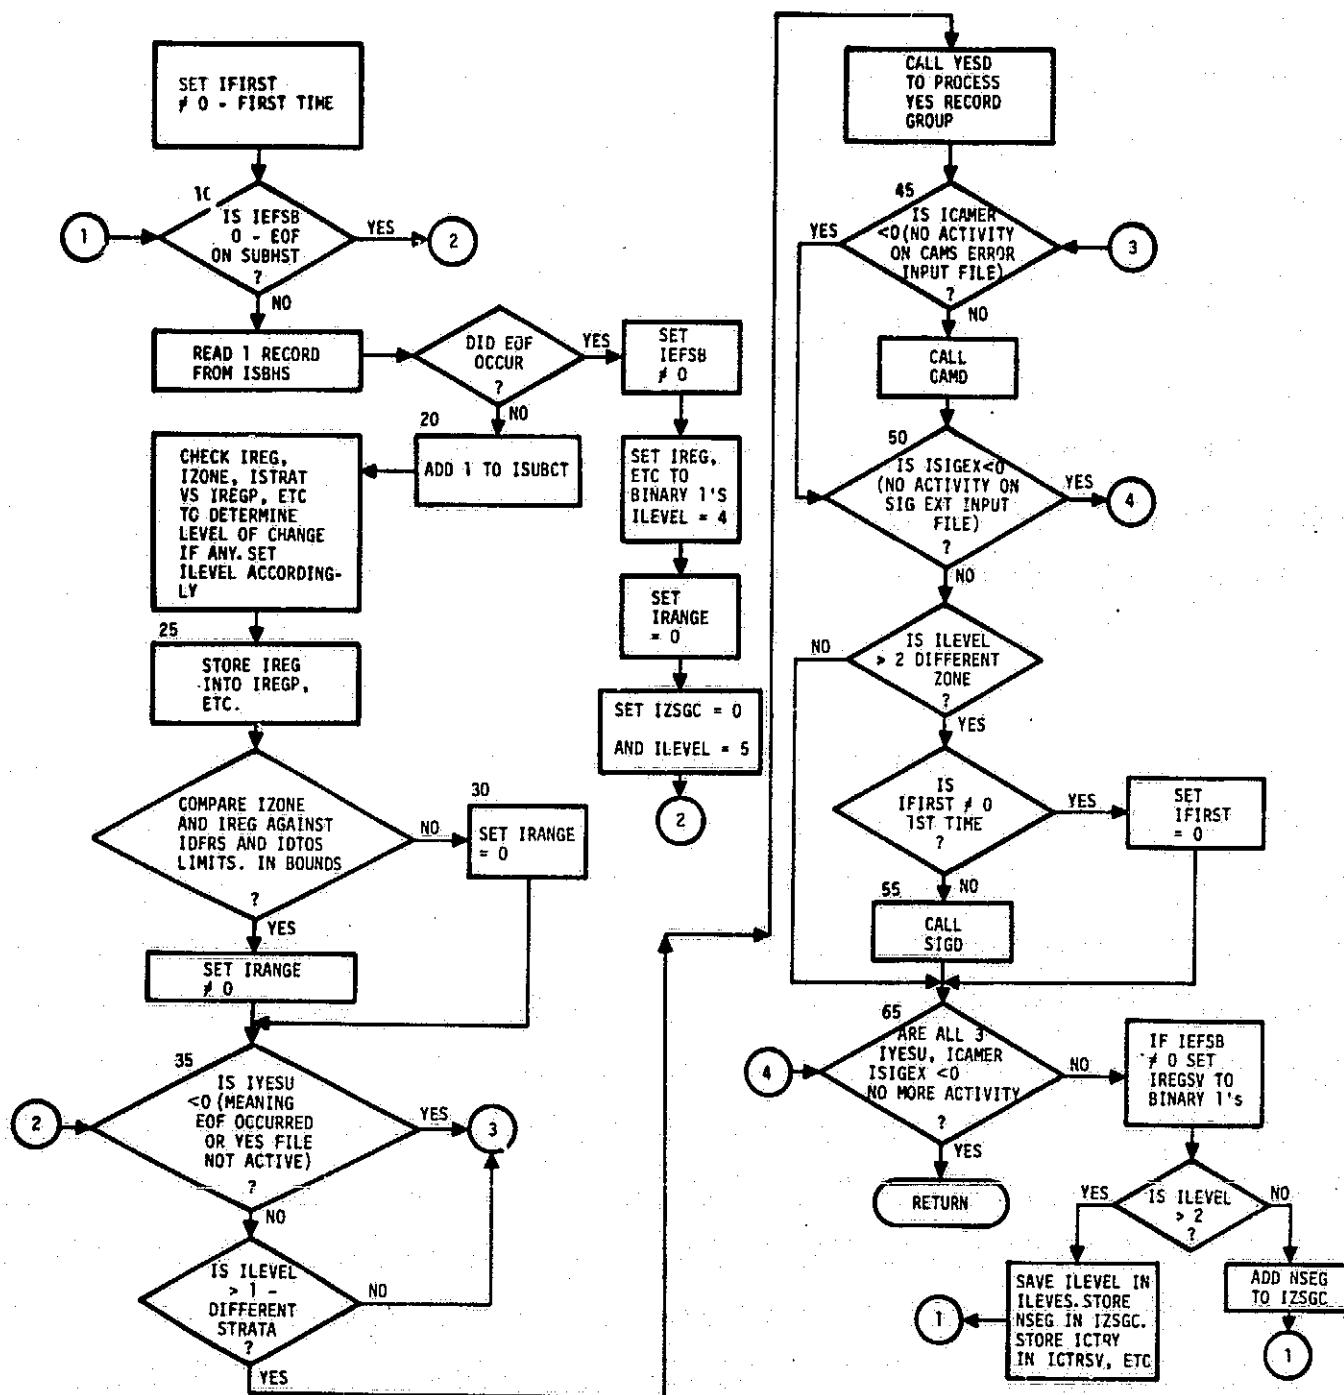 SET IFIRST
≠ 0 - FIRST TIME
10
IS IEFSB
0 - EOF
ON SUBHST
?
1
YES
2
NO
READ 1 RECORD
FROM ISBHS
DID EOF
OCCUR
?
YES
SET
IEFSB
≠ 0
NO
20
ADD 1 TO ISUBCT
SET IREG,
ETC TO
BINARY 1'S
ILEVEL = 4
CHECK IREG,
IZONE, ISTRAT
VS IREGP, ETC
TO DETERMINE
LEVEL OF CHANGE
IF ANY. SET
ILEVEL ACCORDING-
LY
SET
IRANGE
= 0
25
STORE IREG
INTO IREGP,
ETC.
SET IZSGC = 0
AND ILEVEL = 5
2
COMPARE IZONE
AND IREG AGAINST
IDFRS AND IDTOS
LIMITS. IN BOUNDS
?
NO
30
SET IRANGE
= 0
YES
SET IRANGE
≠ 0
35
IS IYESU
<0 (MEANING
EOF OCCURRED
OR YES FILE
NOT ACTIVE)
?
2
YES
3
NO
IS ILEVEL
> 1 -
DIFFERENT
STRATA
?
NO
YES
CALL YESD
TO PROCESS
YES RECORD
GROUP
45
IS ICAMER
<0(NO ACTIVITY
ON CAMS ERROR
INPUT FILE)
?
YES
3
NO
CALL
CAMD
50
IS ISIGEX<0
(NO ACTIVITY ON
SIG EXT INPUT
FILE)
?
YES
4
NO
IS ILEVEL
> 2 DIFFERENT
ZONE
?
NO
YES
IS
IFIRST ≠ 0
1ST TIME
?
YES
SET
IFIRST
= 0
NO
55
CALL
SIGD
65
ARE ALL 3
IYESU, ICAMER
ISIGEX <0
NO MORE ACTIVITY
?
4
NO
IF IEFSB
≠ 0 SET
IREGSV TO
BINARY 1's
YES
RETURN
IS ILEVEL
> 2
?
YES
NO
SAVE ILEVEL IN
ILEVES. STORE
NSEG IN IZSGC.
STORE ICTRY
IN ICTRSV, ETC
1
ADD NSEG
TO IZSGC
1